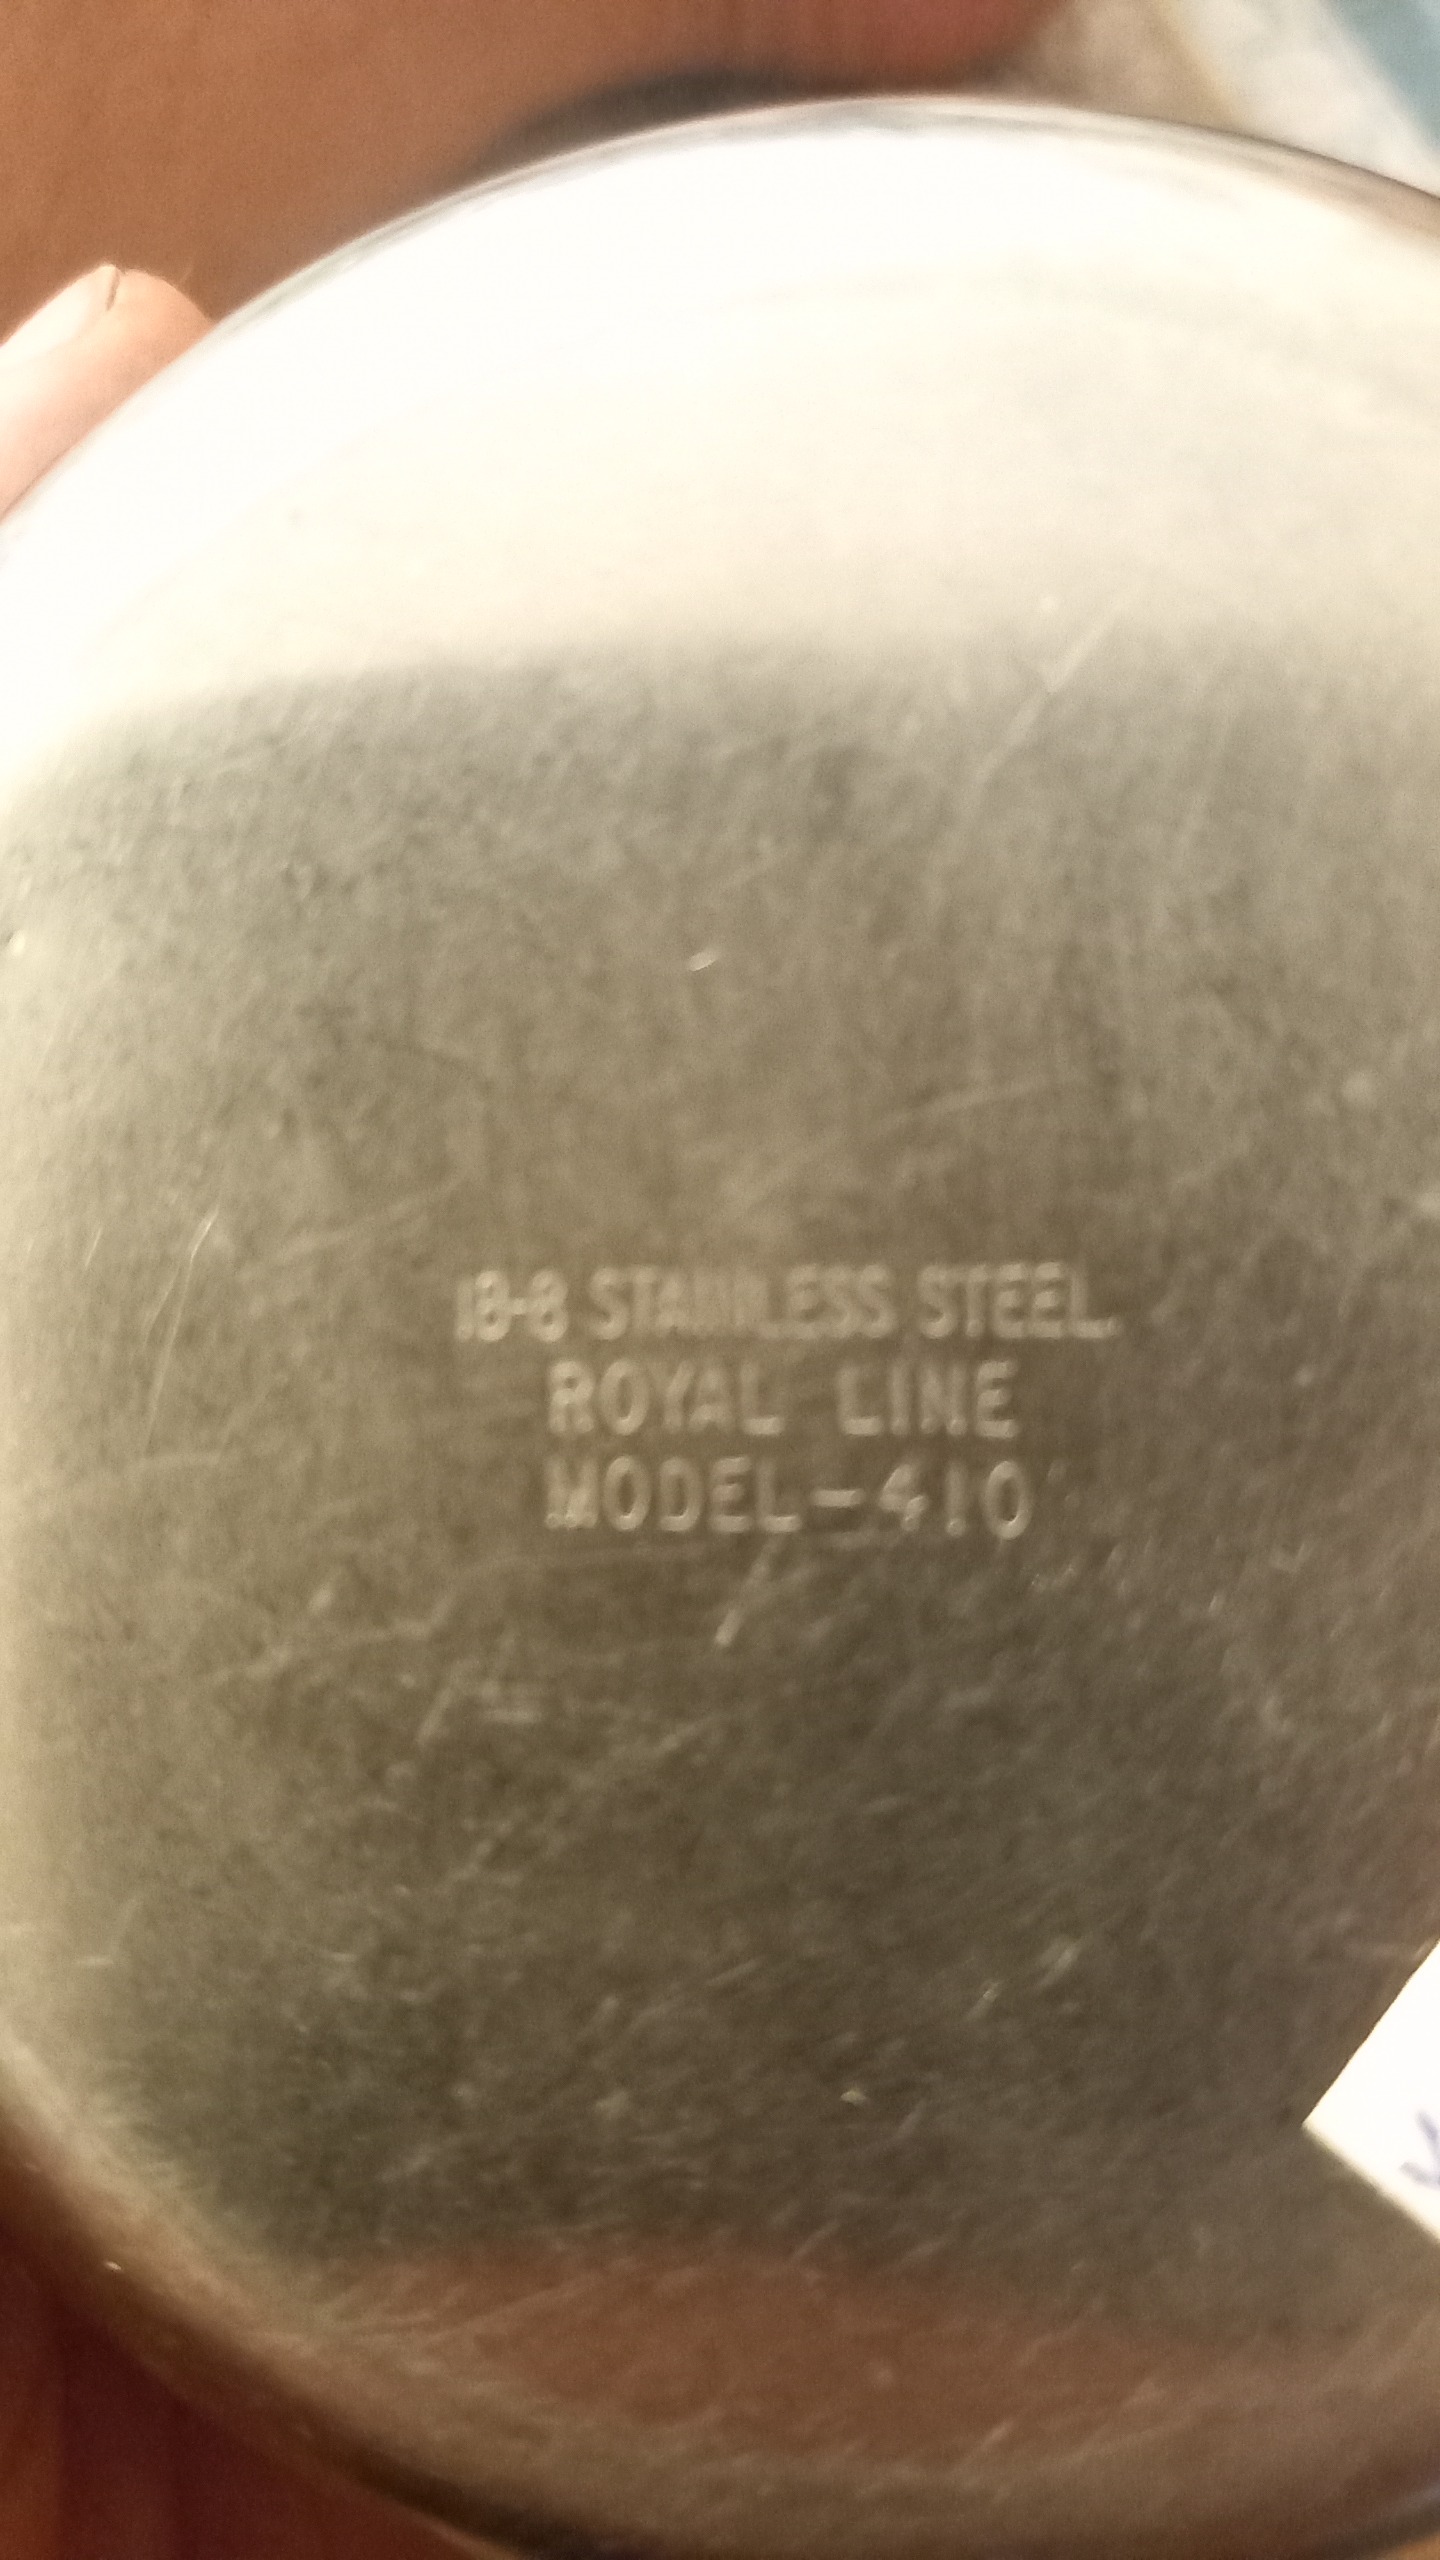 18-8 STAINLESS STEEL.
ROYAL LINE
MODEL-410